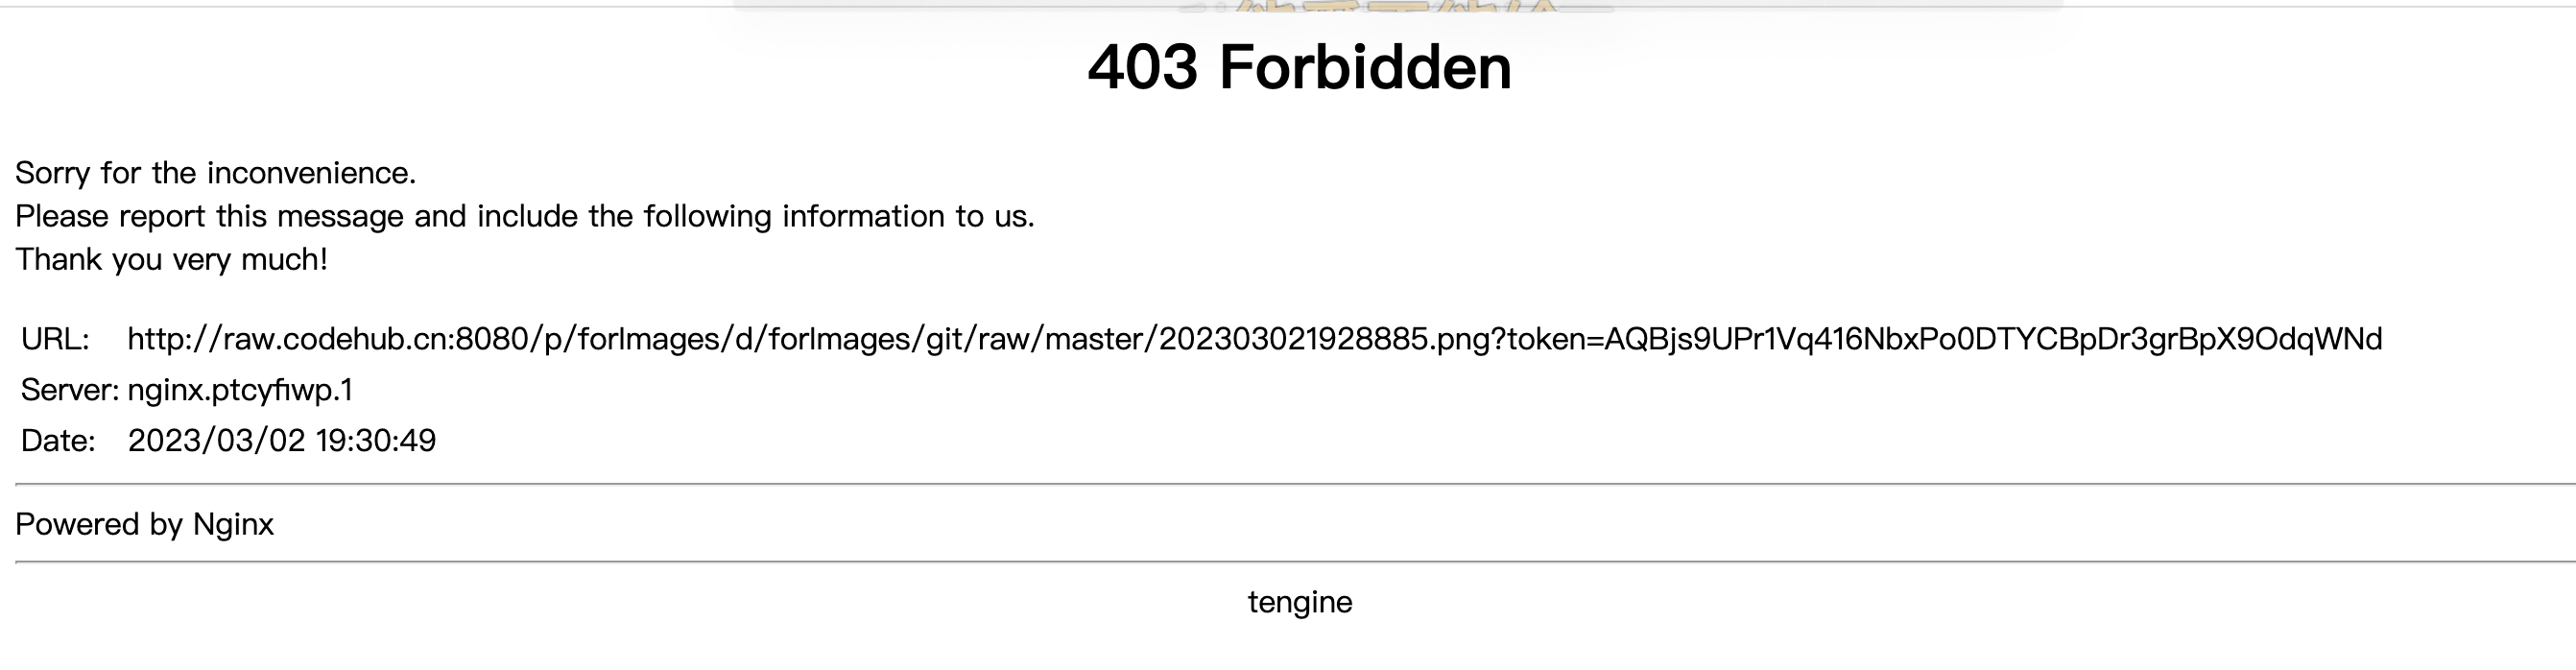 403 Forbidden
Sorry for the inconvenience.
Please report this message and include the following information to us.
Thank you very much!
URL: http://raw.codehub.cn:8080/p/forImages/d/forImages/git/raw/master/202303021928885.png?token=AQBjs9UPr1Vq416NbxPo0DTYCBpDr3grBpX9OdqWNd
Server: nginx.ptcyfiwp.1
Date: 2023/03/02 19:30:49
Powered by Nginx
tengine